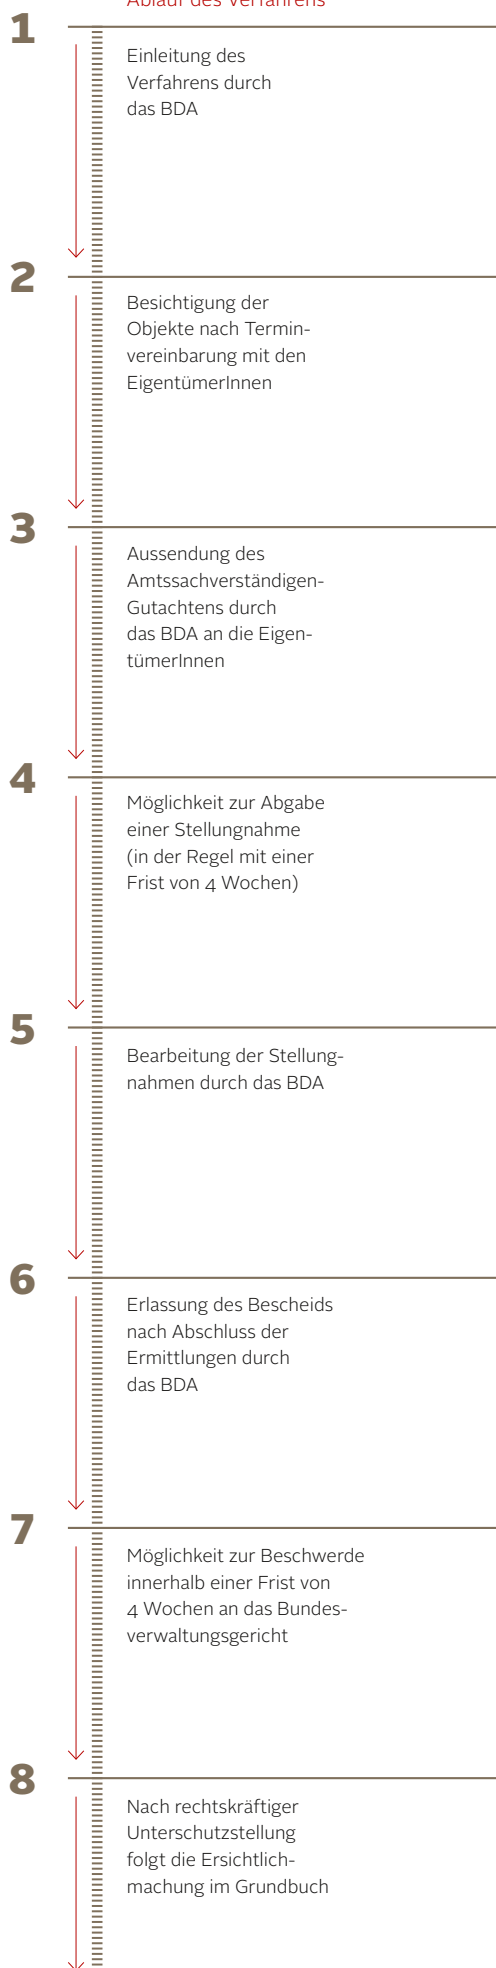 Ablauf des Verfahrens
1
Einleitung des
Verfahrens durch
das BDA
2
Besichtigung der
Objekte nach Termin-
vereinbarung mit den
EigentümerInnen
3
Aussendung des
Amtssachverständigen-
Gutachtens durch
das BDA an die Eigen-
tümerInnen
4
Möglichkeit zur Abgabe
einer Stellungnahme
(in der Regel mit einer
Frist von 4 Wochen)
5
Bearbeitung der Stellung-
nahmen durch das BDA
6
Erlassung des Bescheids
nach Abschluss der
Ermittlungen durch
das BDA
7
Möglichkeit zur Beschwerde
innerhalb einer Frist von
4 Wochen an das Bundes-
verwaltungsgericht
8
Nach rechtskräftiger
Unterschutzstellung
folgt die Ersichtlich-
machung im Grundbuch